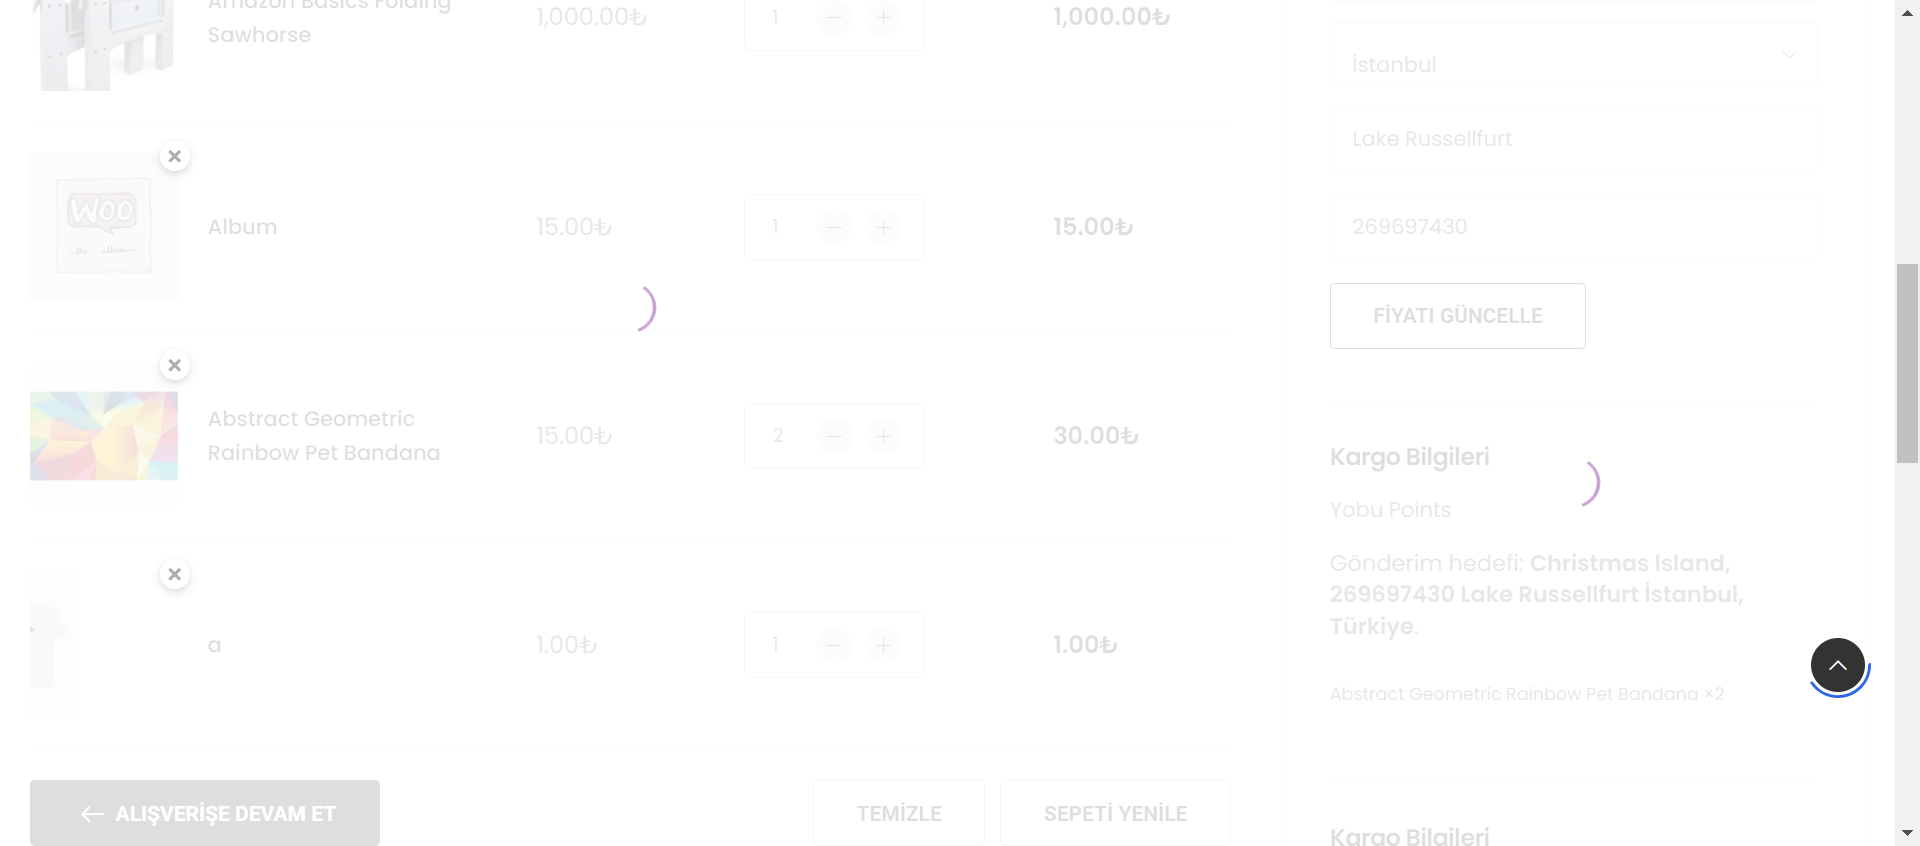 Amazon Basics Folding
Sawhorse
1,000.00₺
1
1,000.00₺
WOO
the album
Album
15.00₺
1
15.00₺
Abstract Geometric
Rainbow Pet Bandana
15.00₺
2
30.00₺
a
1.00₺
1
1.00₺
ALIŞVERİŞE DEVAM ET
TEMİZLE
SEPETİ YENİLE
İstanbul
Lake Russellfurt
269697430
FİYATI GÜNCELLE
Kargo Bilgileri
Yobu Points
Gönderim hedefi: Christmas Island,
269697430 Lake Russellfurt İstanbul,
Türkiye.
Abstract Geometric Rainbow Pet Bandana ×2
Kargo Bilgileri